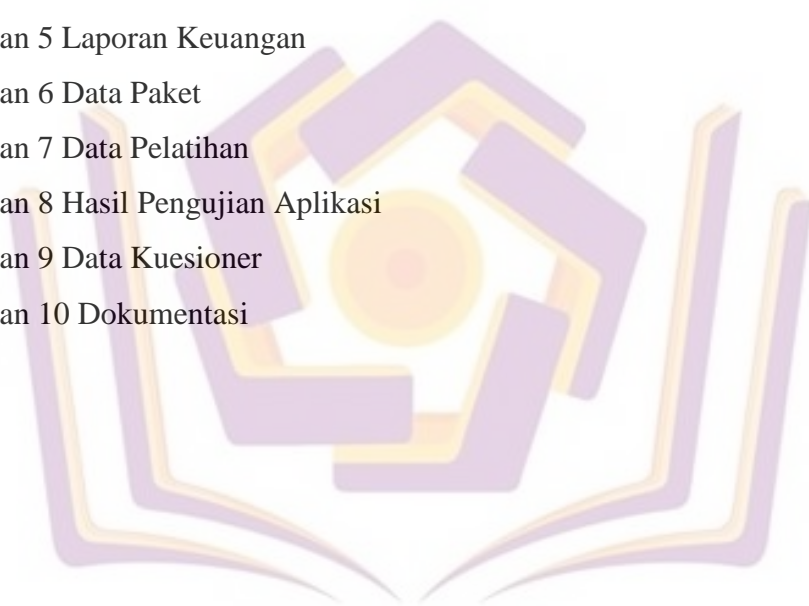 an 5 Laporan Keuangan
an 6 Data Paket
an 7 Data Pelatihan
an 8 Hasil Pengujian Aplikasi
an 9 Data Kuesioner
an 10 Dokumentasi